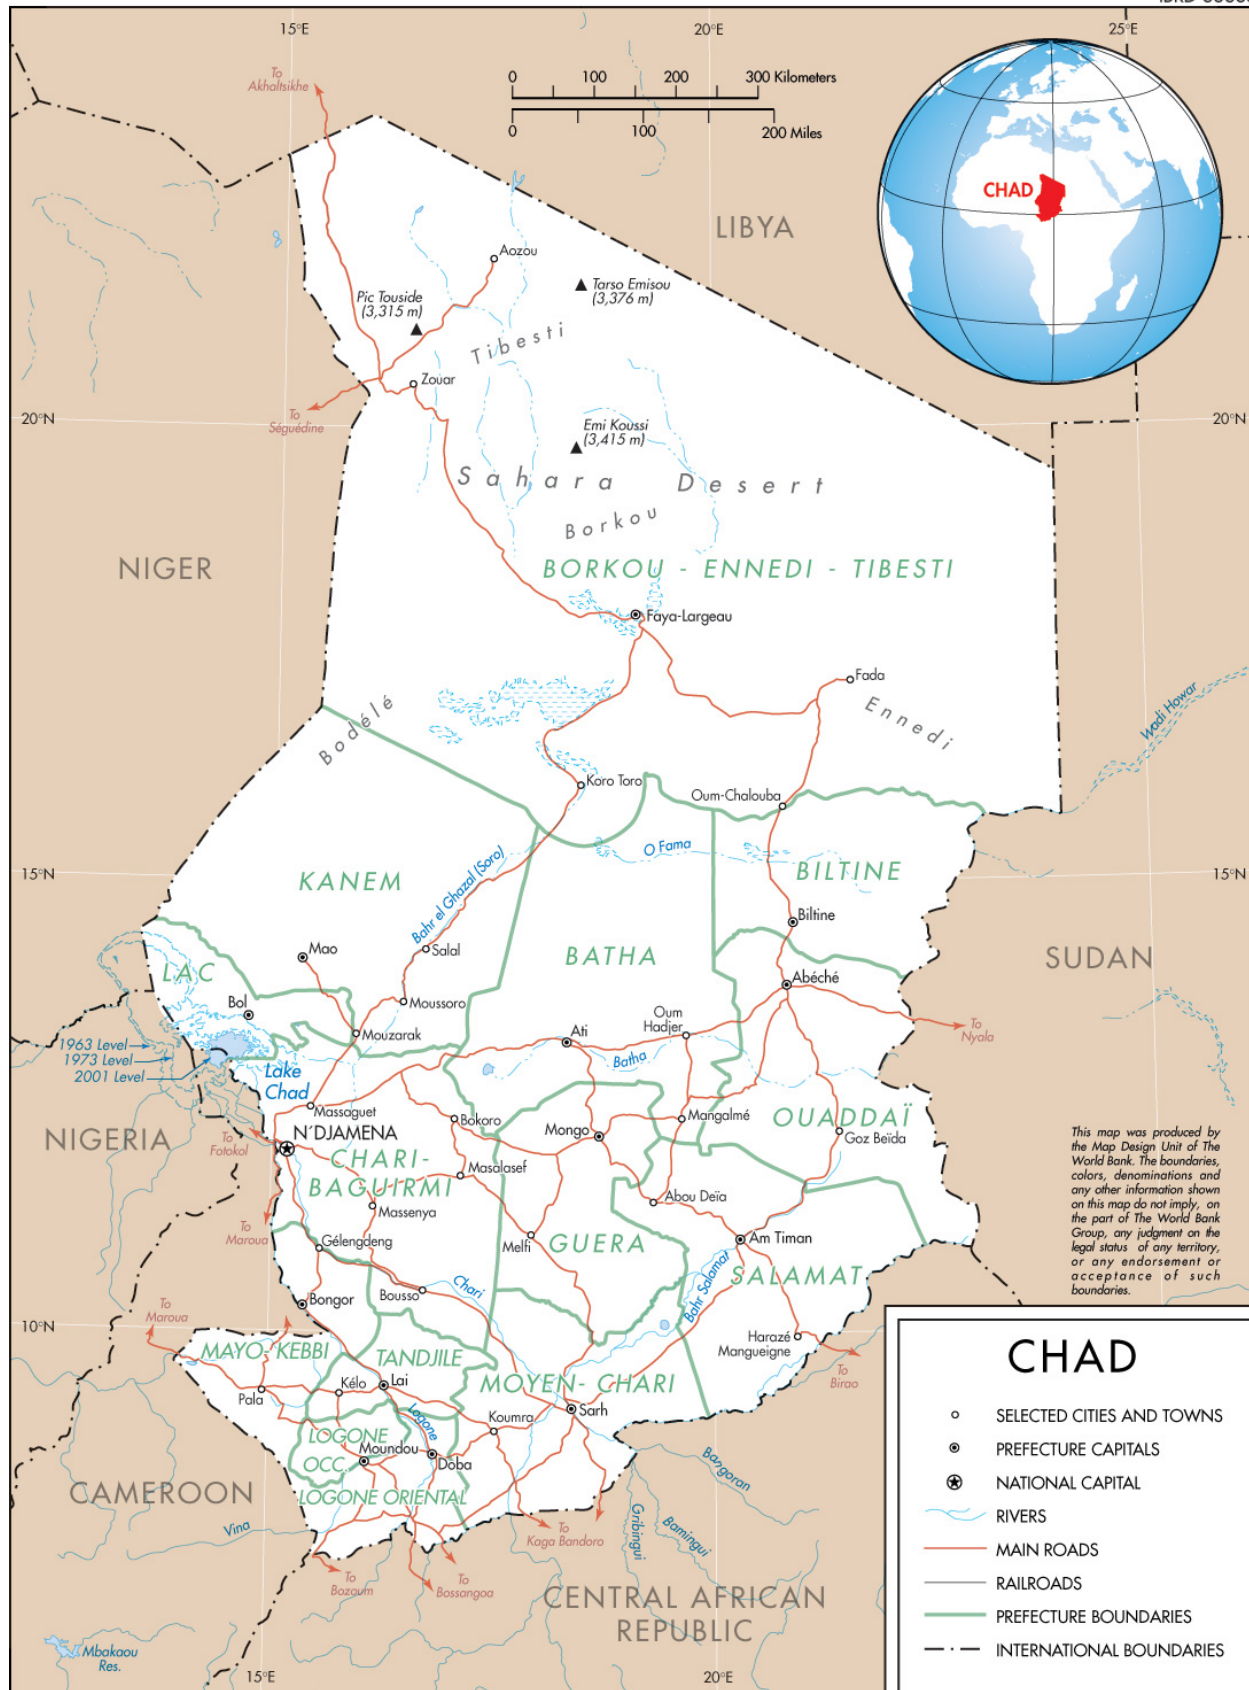 15°E
20°E
25°E
To
Akhaltsikhe
0 100 200 300 Kilometers
0 100 200 Miles
CHAD
LIBYA
Aozou
Tarso Emisou
(3,376 m)
Pic Touside
(3,315 m)
Tibesti
Zouar
To
Séguédine
20°N
20°N
Emi Koussi
(3,415 m)
Sahara Desert
Borkou
NIGER
BORKOU - ENNEDI - TIBESTI
Faya-Largeau
Fada
Ennedi
Bodélé
Wadi Howar
Koro Toro
Oum-Chalouba
O Fama
15°N
15°N
KANEM
Bahr el Ghazal (Soro)
BILTINE
Biltine
Mao
Salal
BATHA
SUDAN
LAC
Abéché
Bol
Moussoro
Oum
Hadjer
Ati
To
Nyala
Mouzarak
1963 Level
1973 Level
2001 Level
Batha
Lake
Chad
Massaguet
Bokoro
Mangalmé
OUADDAÏ
NIGERIA
To
Fotokol
N'DJAMENA
Mongo
Goz Beïda
CHARI-
BAGUIRMI
Masalasef
This map was produced by
the Map Design Unit of The
World Bank. The boundaries,
colors, denominations and
any other information shown
on this map do not imply, on
the part of The World Bank
Group, any judgment on the
legal status of any territory,
or any endorsement or
acceptance of such
boundaries.
Massenya
Abou Deïa
To
Maroua
Gélengdeng
Melfi
GUERA
Am Timan
Bahr Salamat
SALAMAT
Bousso
Chari
Bongor
To
Maroua
10°N
Harazé
Mangueigne
To
Birao
MAYO-KEBBI
TANDJILE
MOYEN-CHARI
Pala
Kélo
Lai
Sarh
Logone
Koumra
LOGONE
OCC.
Moundou
Doba
LOGONE ORIENTAL
CAMEROON
Vina
Bangoran
Gribingui
Bamingui
To
Kaga Bandoro
To
Bozoum
To
Bossangoa
CENTRAL AFRICAN
REPUBLIC
Mbakaou
Res.
15°E
20°E
CHAD
SELECTED CITIES AND TOWNS
PREFECTURE CAPITALS
NATIONAL CAPITAL
RIVERS
MAIN ROADS
RAILROADS
PREFECTURE BOUNDARIES
INTERNATIONAL BOUNDARIES